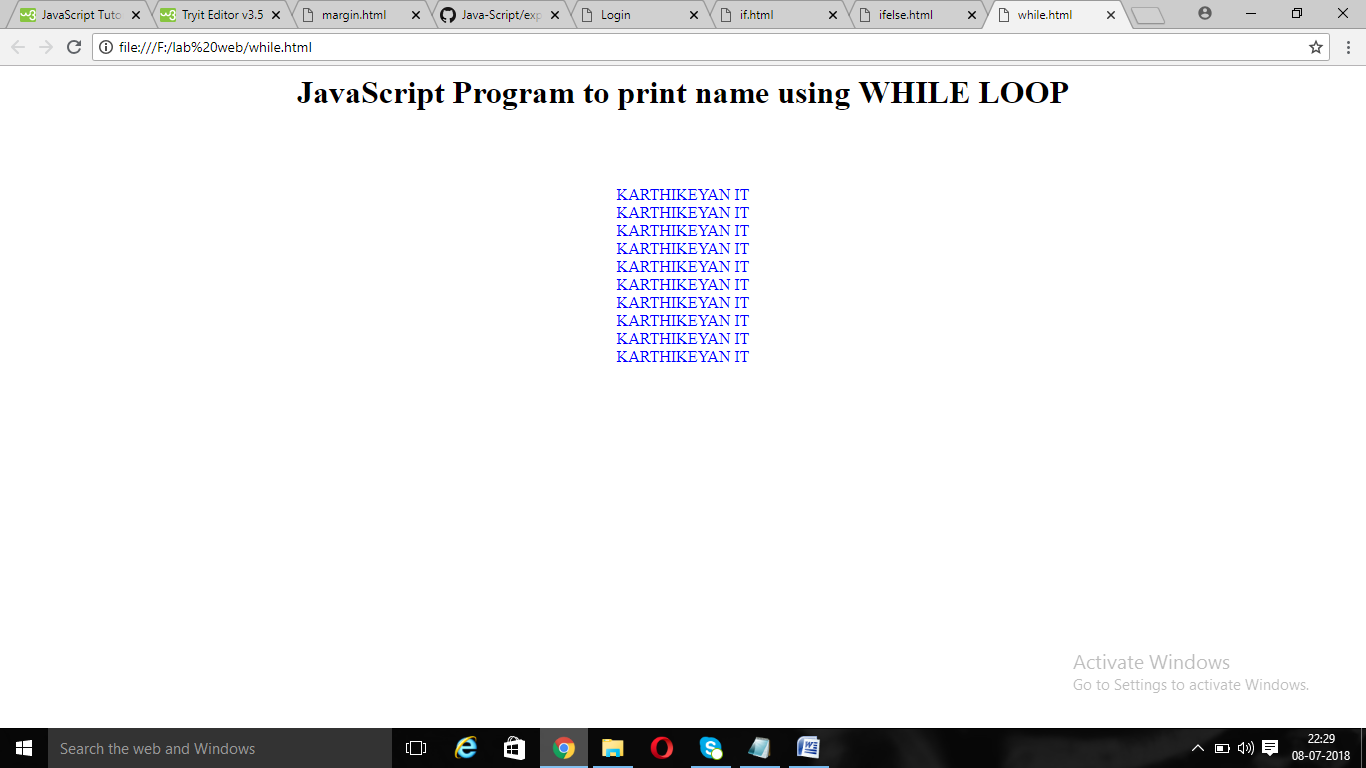 JavaScript Tuto
Tryit Editor v3.5
margin.html
Java-Script/exp
Login
if.html
ifelse.html
while.html
file:///F:/lab%20web/while.html
JavaScript Program to print name using WHILE LOOP
KARTHIKEYAN IT
KARTHIKEYAN IT
KARTHIKEYAN IT
KARTHIKEYAN IT
KARTHIKEYAN IT
KARTHIKEYAN IT
KARTHIKEYAN IT
KARTHIKEYAN IT
KARTHIKEYAN IT
KARTHIKEYAN IT
Activate Windows
Go to Settings to activate Windows.
Search the web and Windows
22:29
08-07-2018